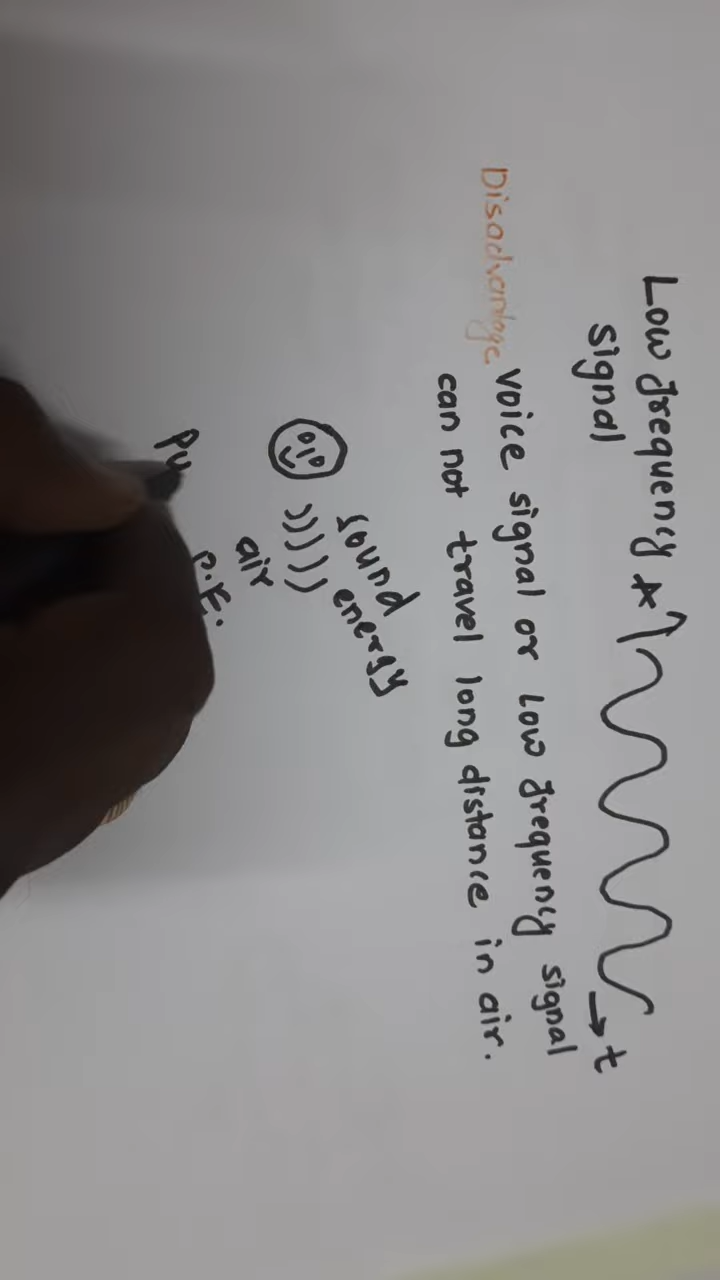 Low frequency
signal
A
t
Disadvantage
voice signal or Low frequency signal
can not travel long distance in air.
sound
energy
air
P.E.
Pu